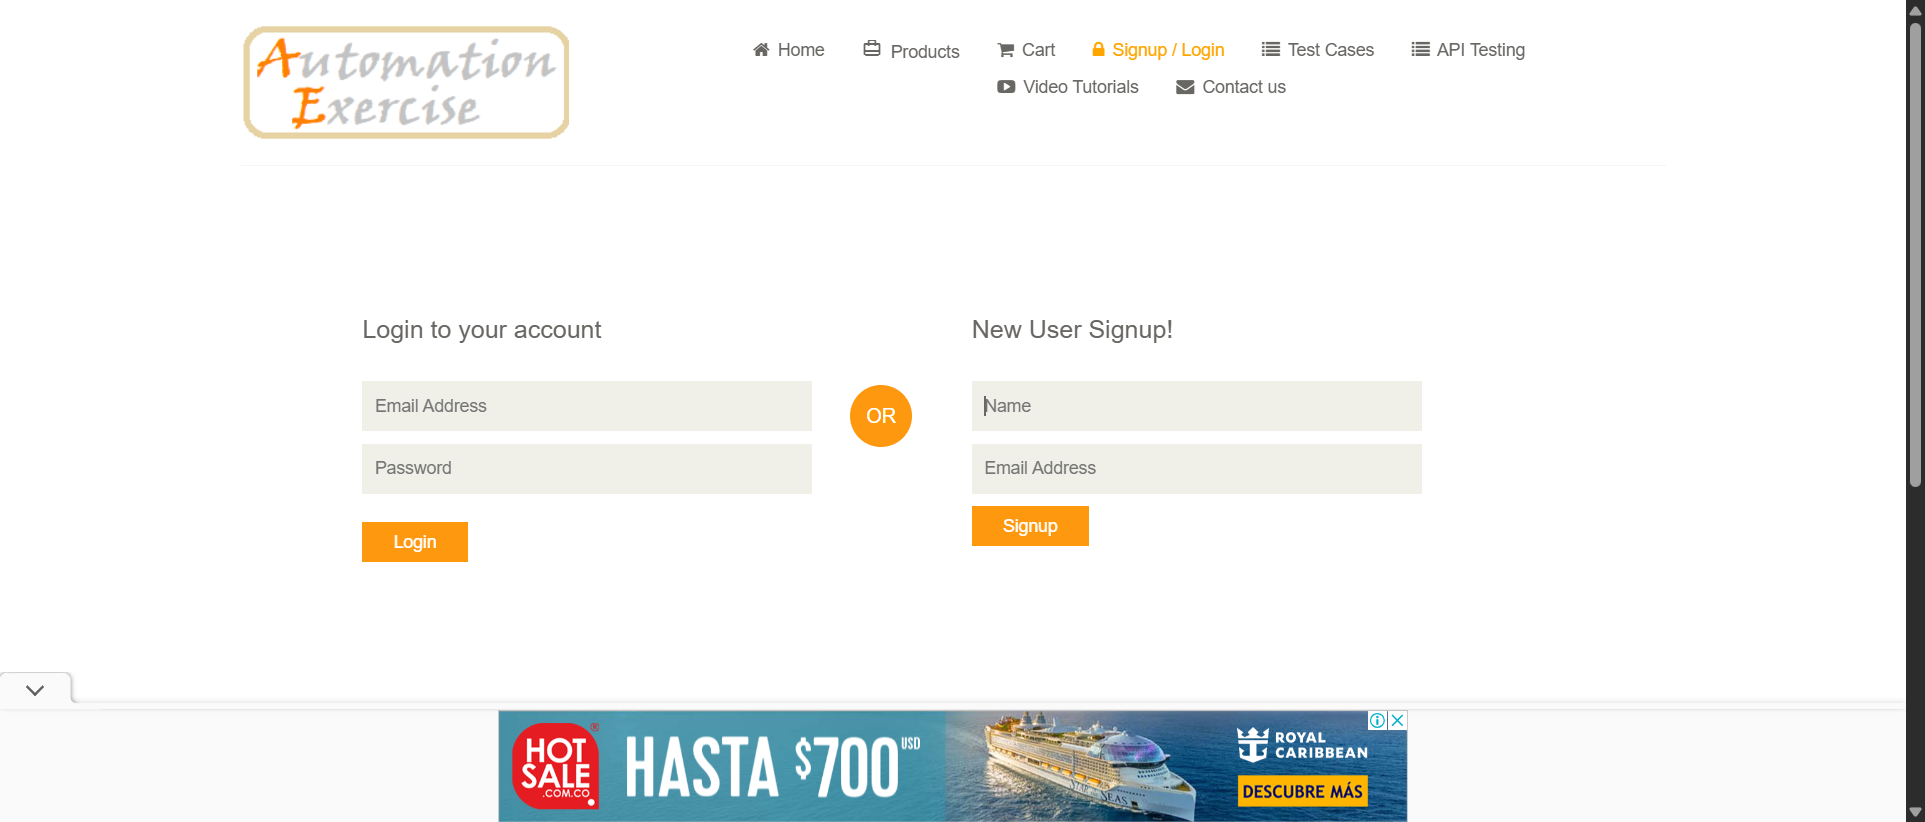 Automation
Exercise
Home
Products
Cart
Signup / Login
Test Cases
API Testing
Video Tutorials
Contact us
Login to your account
Email Address
Password
Login
OR
New User Signup!
Name
Email Address
Signup
HOT
SALE
.COM.CO
HASTA $700 USD
ROYAL
CARIBBEAN
DESCUBRE MÁS